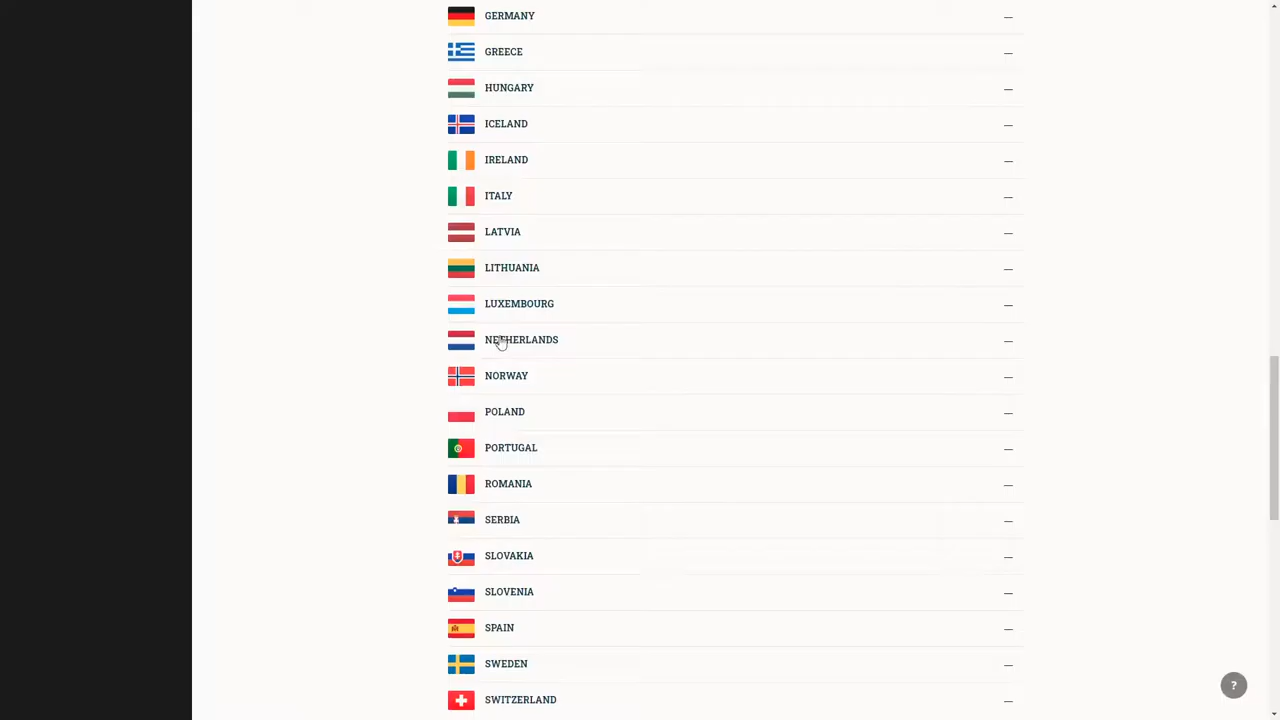 GERMANY —
GREECE —
HUNGARY —
ICELAND —
IRELAND —
ITALY —
LATVIA —
LITHUANIA —
LUXEMBOURG —
NETHERLANDS —
NORWAY —
POLAND —
PORTUGAL —
ROMANIA —
SERBIA —
SLOVAKIA —
SLOVENIA —
SPAIN —
SWEDEN —
?
SWITZERLAND —